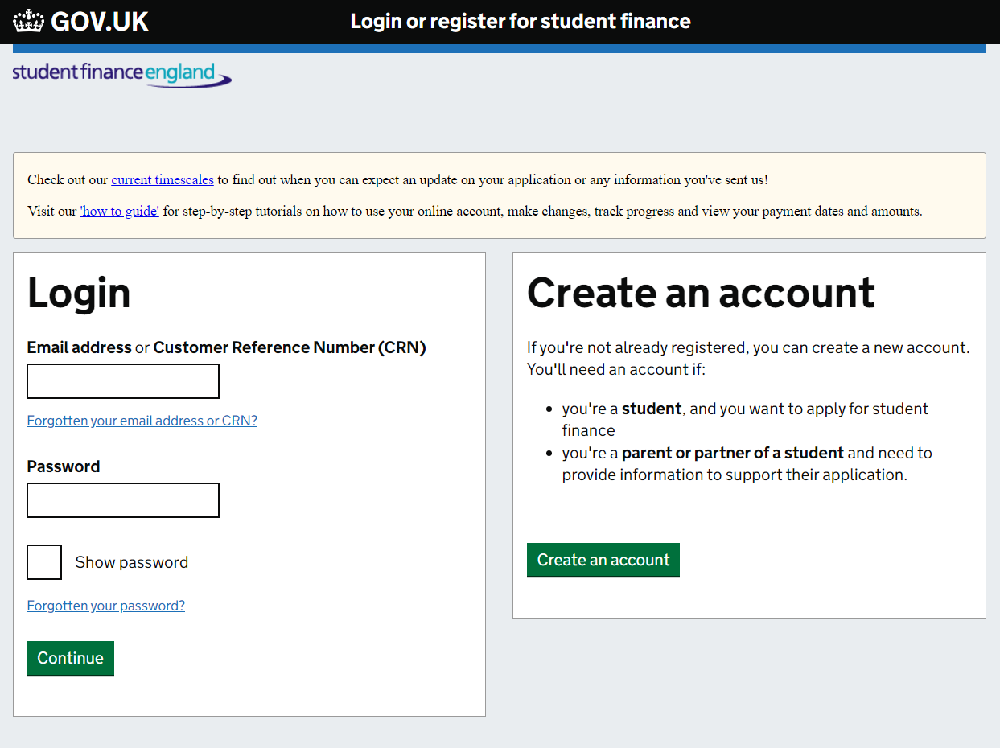 GOV.UK
Login or register for student finance
student finance england
Check out our current timescales to find out when you can expect an update on your application or any information you've sent us!
Visit our 'how to guide' for step-by-step tutorials on how to use your online account, make changes, track progress and view your payment dates and amounts.
Login
Email address or Customer Reference Number (CRN)
Forgotten your email address or CRN?
Password
Show password
Forgotten your password?
Continue
Create an account
If you're not already registered, you can create a new account.
You'll need an account if:
• you're a student, and you want to apply for student
finance
• you're a parent or partner of a student and need to
provide information to support their application.
Create an account